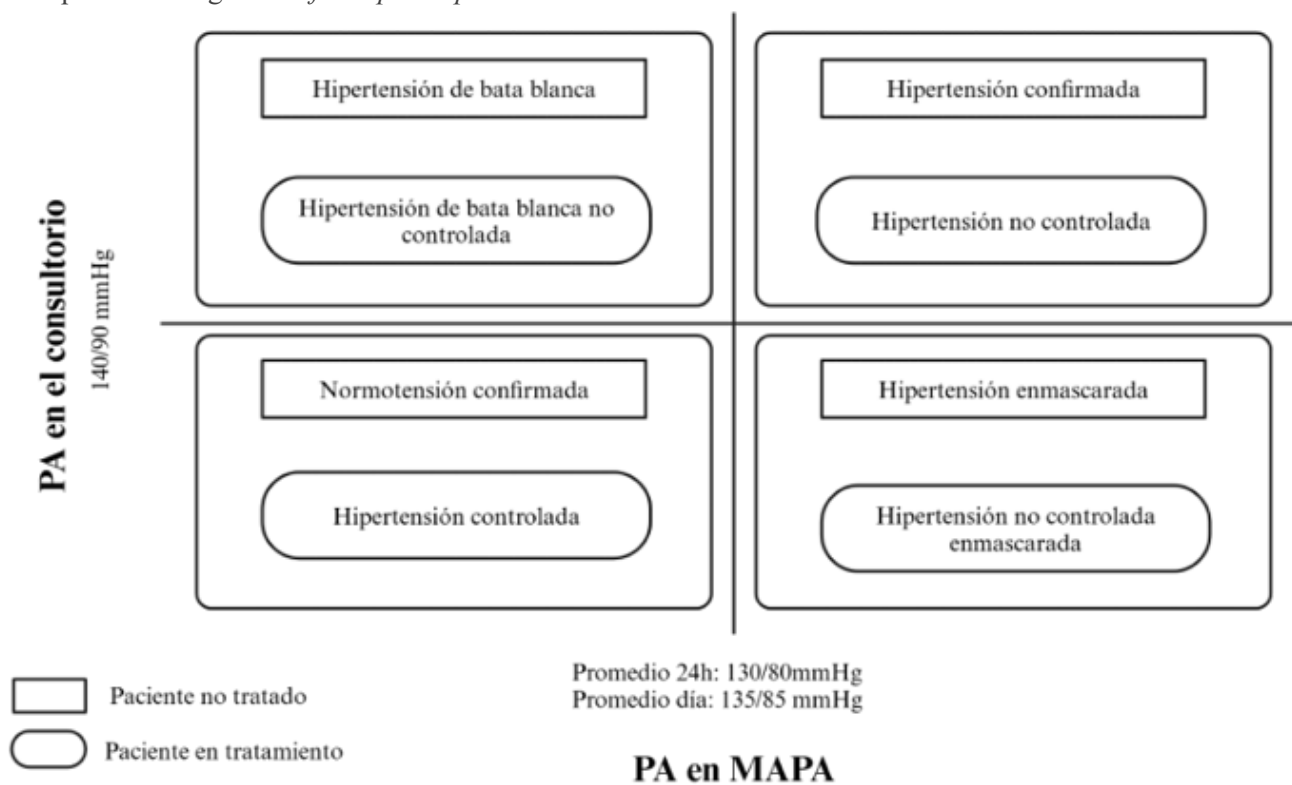 Hipertensión de bata blanca
Hipertensión confirmada
Hipertensión de bata blanca no
controlada
Hipertensión no controlada
PA en el consultorio
140/90 mmHg
Normotensión confirmada
Hipertensión enmascarada
Hipertensión controlada
Hipertensión no controlada
enmascarada
Promedio 24h: 130/80mmHg
Promedio día: 135/85 mmHg
Paciente no tratado
Paciente en tratamiento
PA en MAPA